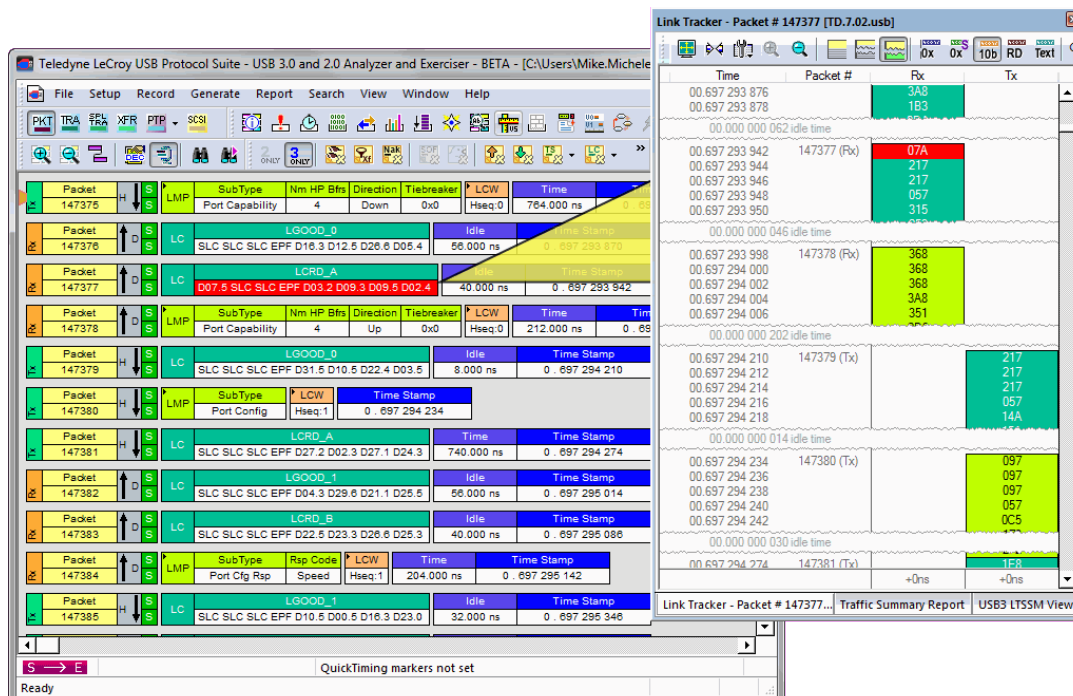 Link Tracker - Packet # 147377 [TD.7.02.usb]
0x 0x S 10b RD Text
Time Packet # Rx Tx
00.697 293 876 3A8
00.697 293 878 1B3
00.000 000 062 idle time
00.697 293 942 147377 (Rx) 07A
00.697 293 944 217
00.697 293 946 217
00.697 293 948 057
00.697 293 950 315
00.000 000 046 idle time
00.697 293 998 147378 (Rx) 368
00.697 294 000 368
00.697 294 002 368
00.697 294 004 3A8
00.697 294 006 351
00.000 000 202 idle time
00.697 294 210 147379 (Tx) 217
00.697 294 212 217
00.697 294 214 217
00.697 294 216 057
00.697 294 218 14A
00.000 000 014 idle time
00.697 294 234 147380 (Tx) 097
00.697 294 236 097
00.697 294 238 097
00.697 294 240 057
00.697 294 242 0C5
00.000 000 030 idle time
00.697 294 274 147381 (Tx) 1E8
+0ns +0ns
Link Tracker - Packet # 147377... Traffic Summary Report USB3 LTSSM View
Teledyne LeCroy USB Protocol Suite - USB 3.0 and 2.0 Analyzer and Exerciser - BETA - [C:\Users\Mike.Michele
File Setup Record Generate Report Search View Window Help
PKT TRA SPL TRA XFR PTP SCSI
DEC 2 ONLY 3 ONLY Xf Nak SOF TS LC »
Packet H S LMP SubType Nm HP Bfrs Direction Tiebreaker LCW Time
Tx 147375 S Port Capability 4 Down 0x0 Hseq:0 764.000 ns 0 . 69
Packet D S LC LGOOD_0 Idle
Rx 147376 S SLC SLC SLC EPF D16.3 D12.5 D26.6 D05.4 56.000 ns 0 . 697 293 870
Packet D S LC LCRD_A Idle Time Stamp
Rx 147377 S D07.5 SLC SLC EPF D03.2 D09.3 D09.5 D02.4 40.000 ns 0 . 697 293 942
Packet D S LMP SubType Nm HP Bfrs Direction Tiebreaker LCW Time Tim
Rx 147378 S Port Capability 4 Up 0x0 Hseq:0 212.000 ns 0 . 69
Packet H S LC LGOOD_0 Idle Time Stamp
Tx 147379 S SLC SLC SLC EPF D31.5 D10.5 D22.4 D03.5 8.000 ns 0 . 697 294 210
Packet H S LMP SubType LCW Time Stamp
Tx 147380 S Port Config Hseq:1 0 . 697 294 234
Packet H S LC LCRD_A Time Time Stamp
Tx 147381 S SLC SLC SLC EPF D27.2 D02.3 D27.1 D24.3 740.000 ns 0 . 697 294 274
Packet D S LC LGOOD_1 Idle Time Stamp
Rx 147382 S SLC SLC SLC EPF D04.3 D29.6 D21.1 D25.5 56.000 ns 0 . 697 295 014
Packet D S LC LCRD_B Idle Time Stamp
Rx 147383 S SLC SLC SLC EPF D22.5 D23.3 D26.6 D25.3 40.000 ns 0 . 697 295 086
Packet D S LMP SubType Rsp Code LCW Time Time Stamp
Rx 147384 S Port Cfg Rsp Speed Hseq:1 204.000 ns 0 . 697 295 142
Packet H S LC LGOOD_1 Idle Time Stamp
Tx 147385 S SLC SLC SLC EPF D10.5 D00.5 D16.3 D23.0 32.000 ns 0 . 697 295 346
S E QuickTiming markers not set
Ready